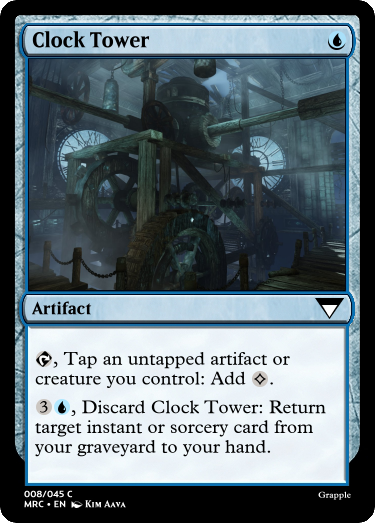 Clock Tower
Artifact
, Tap an untapped artifact or
creature you control: Add .
3, Discard Clock Tower: Return
target instant or sorcery card from
your graveyard to your hand.
008/045 C
MRC • EN Kim Aava
Grapple